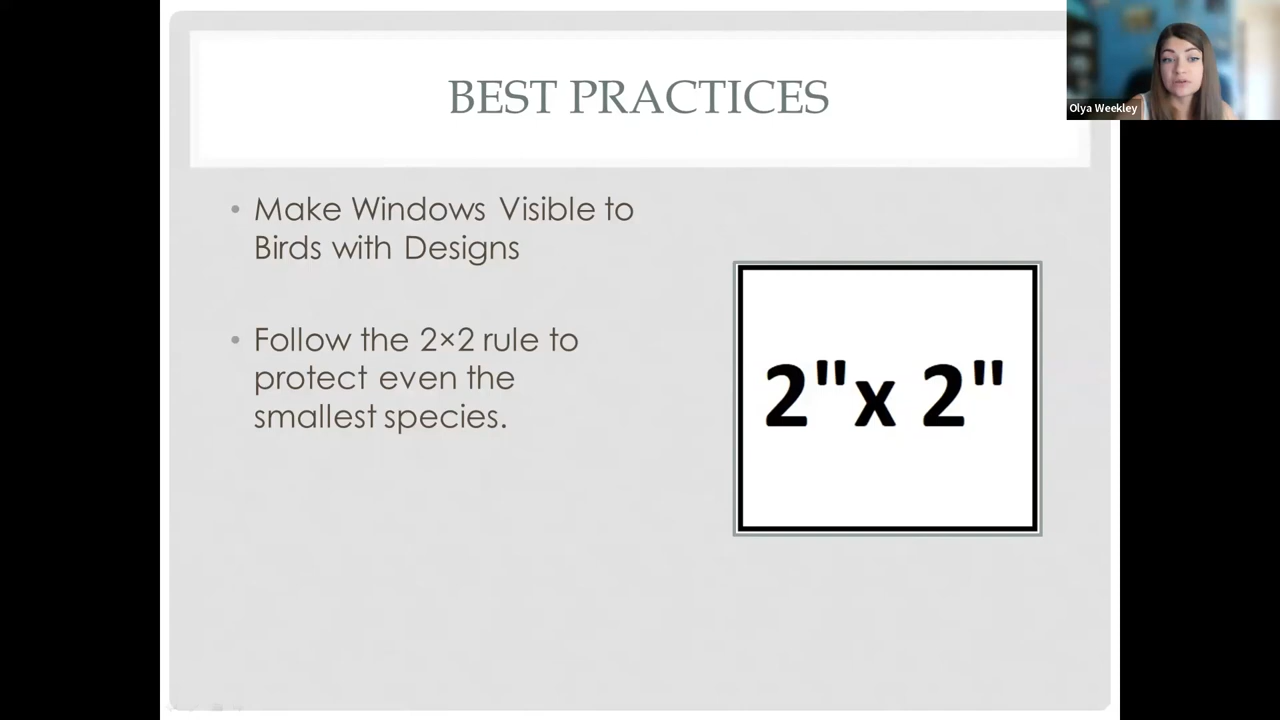 BEST PRACTICES
Olya Weekley
• Make Windows Visible to
Birds with Designs
• Follow the 2×2 rule to
protect even the
smallest species.
2"x 2"